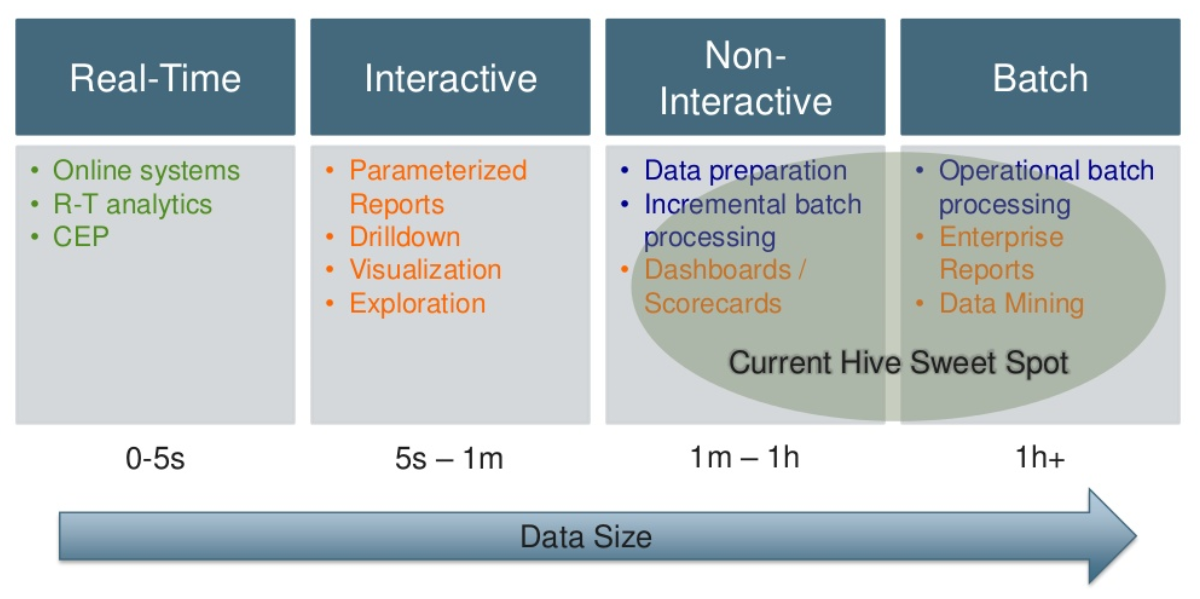 Real-Time
Interactive
Non-
Interactive
Batch
• Online systems
• R-T analytics
• CEP
• Parameterized
Reports
• Drilldown
• Visualization
• Exploration
• Data preparation
• Incremental batch
processing
• Dashboards /
Scorecards
• Operational batch
processing
• Enterprise
Reports
• Data Mining
Current Hive Sweet Spot
0-5s
5s – 1m
1m – 1h
1h+
Data Size